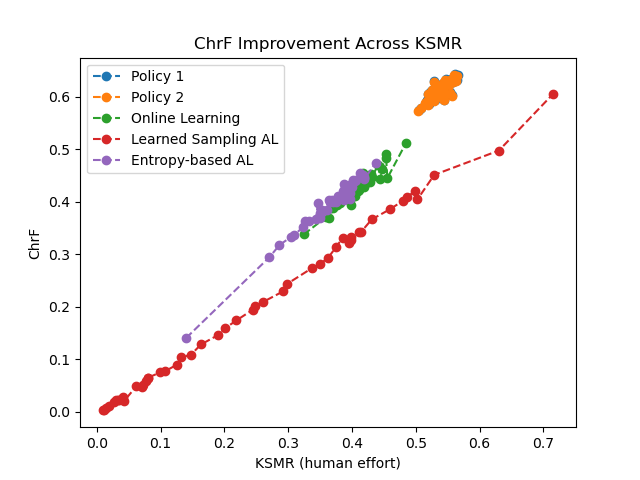 ChrF Improvement Across KSMR
Policy 1
Policy 2
Online Learning
Learned Sampling AL
Entropy-based AL
ChrF
0.6
0.5
0.4
0.3
0.2
0.1
0.0
0.0 0.1 0.2 0.3 0.4 0.5 0.6 0.7
KSMR (human effort)